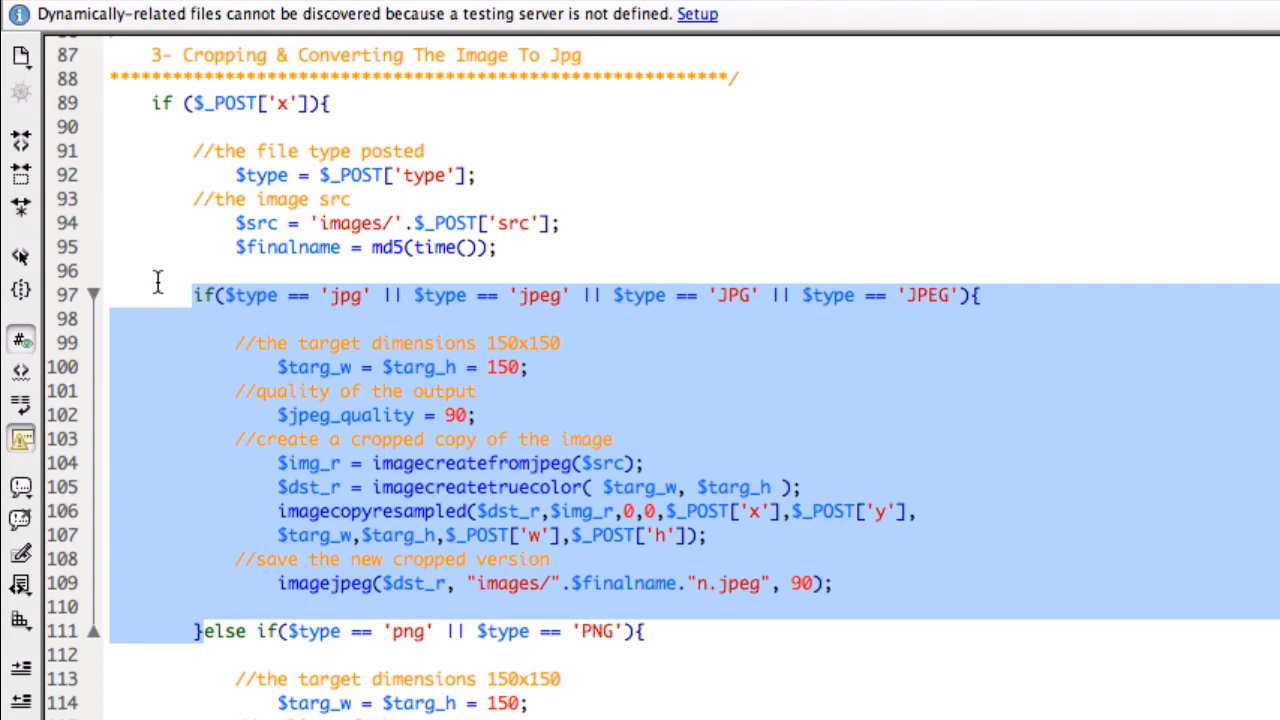 Dynamically-related files cannot be discovered because a testing server is not defined. Setup
87 3- Cropping & Converting The Image To Jpg
88 ***********************************************************/
89 if ($_POST['x']){
90
91 //the file type posted
92 $type = $_POST['type'];
93 //the image src
94 $src = 'images/'.$_POST['src'];
95 $finalname = md5(time());
96
97 if($type == 'jpg' || $type == 'jpeg' || $type == 'JPG' || $type == 'JPEG'){
98
99 //the target dimensions 150x150
100 $targ_w = $targ_h = 150;
101 //quality of the output
102 $jpeg_quality = 90;
103 //create a cropped copy of the image
104 $img_r = imagecreatefromjpeg($src);
105 $dst_r = imagecreatetruecolor( $targ_w, $targ_h );
106 imagecopyresampled($dst_r,$img_r,0,0,$_POST['x'],$_POST['y'],
107 $targ_w,$targ_h,$_POST['w'],$_POST['h']);
108 //save the new cropped version
109 imagejpeg($dst_r, "images/".$finalname."n.jpeg", 90);
110
111 }else if($type == 'png' || $type == 'PNG'){
112
113 //the target dimensions 150x150
114 $targ_w = $targ_h = 150;